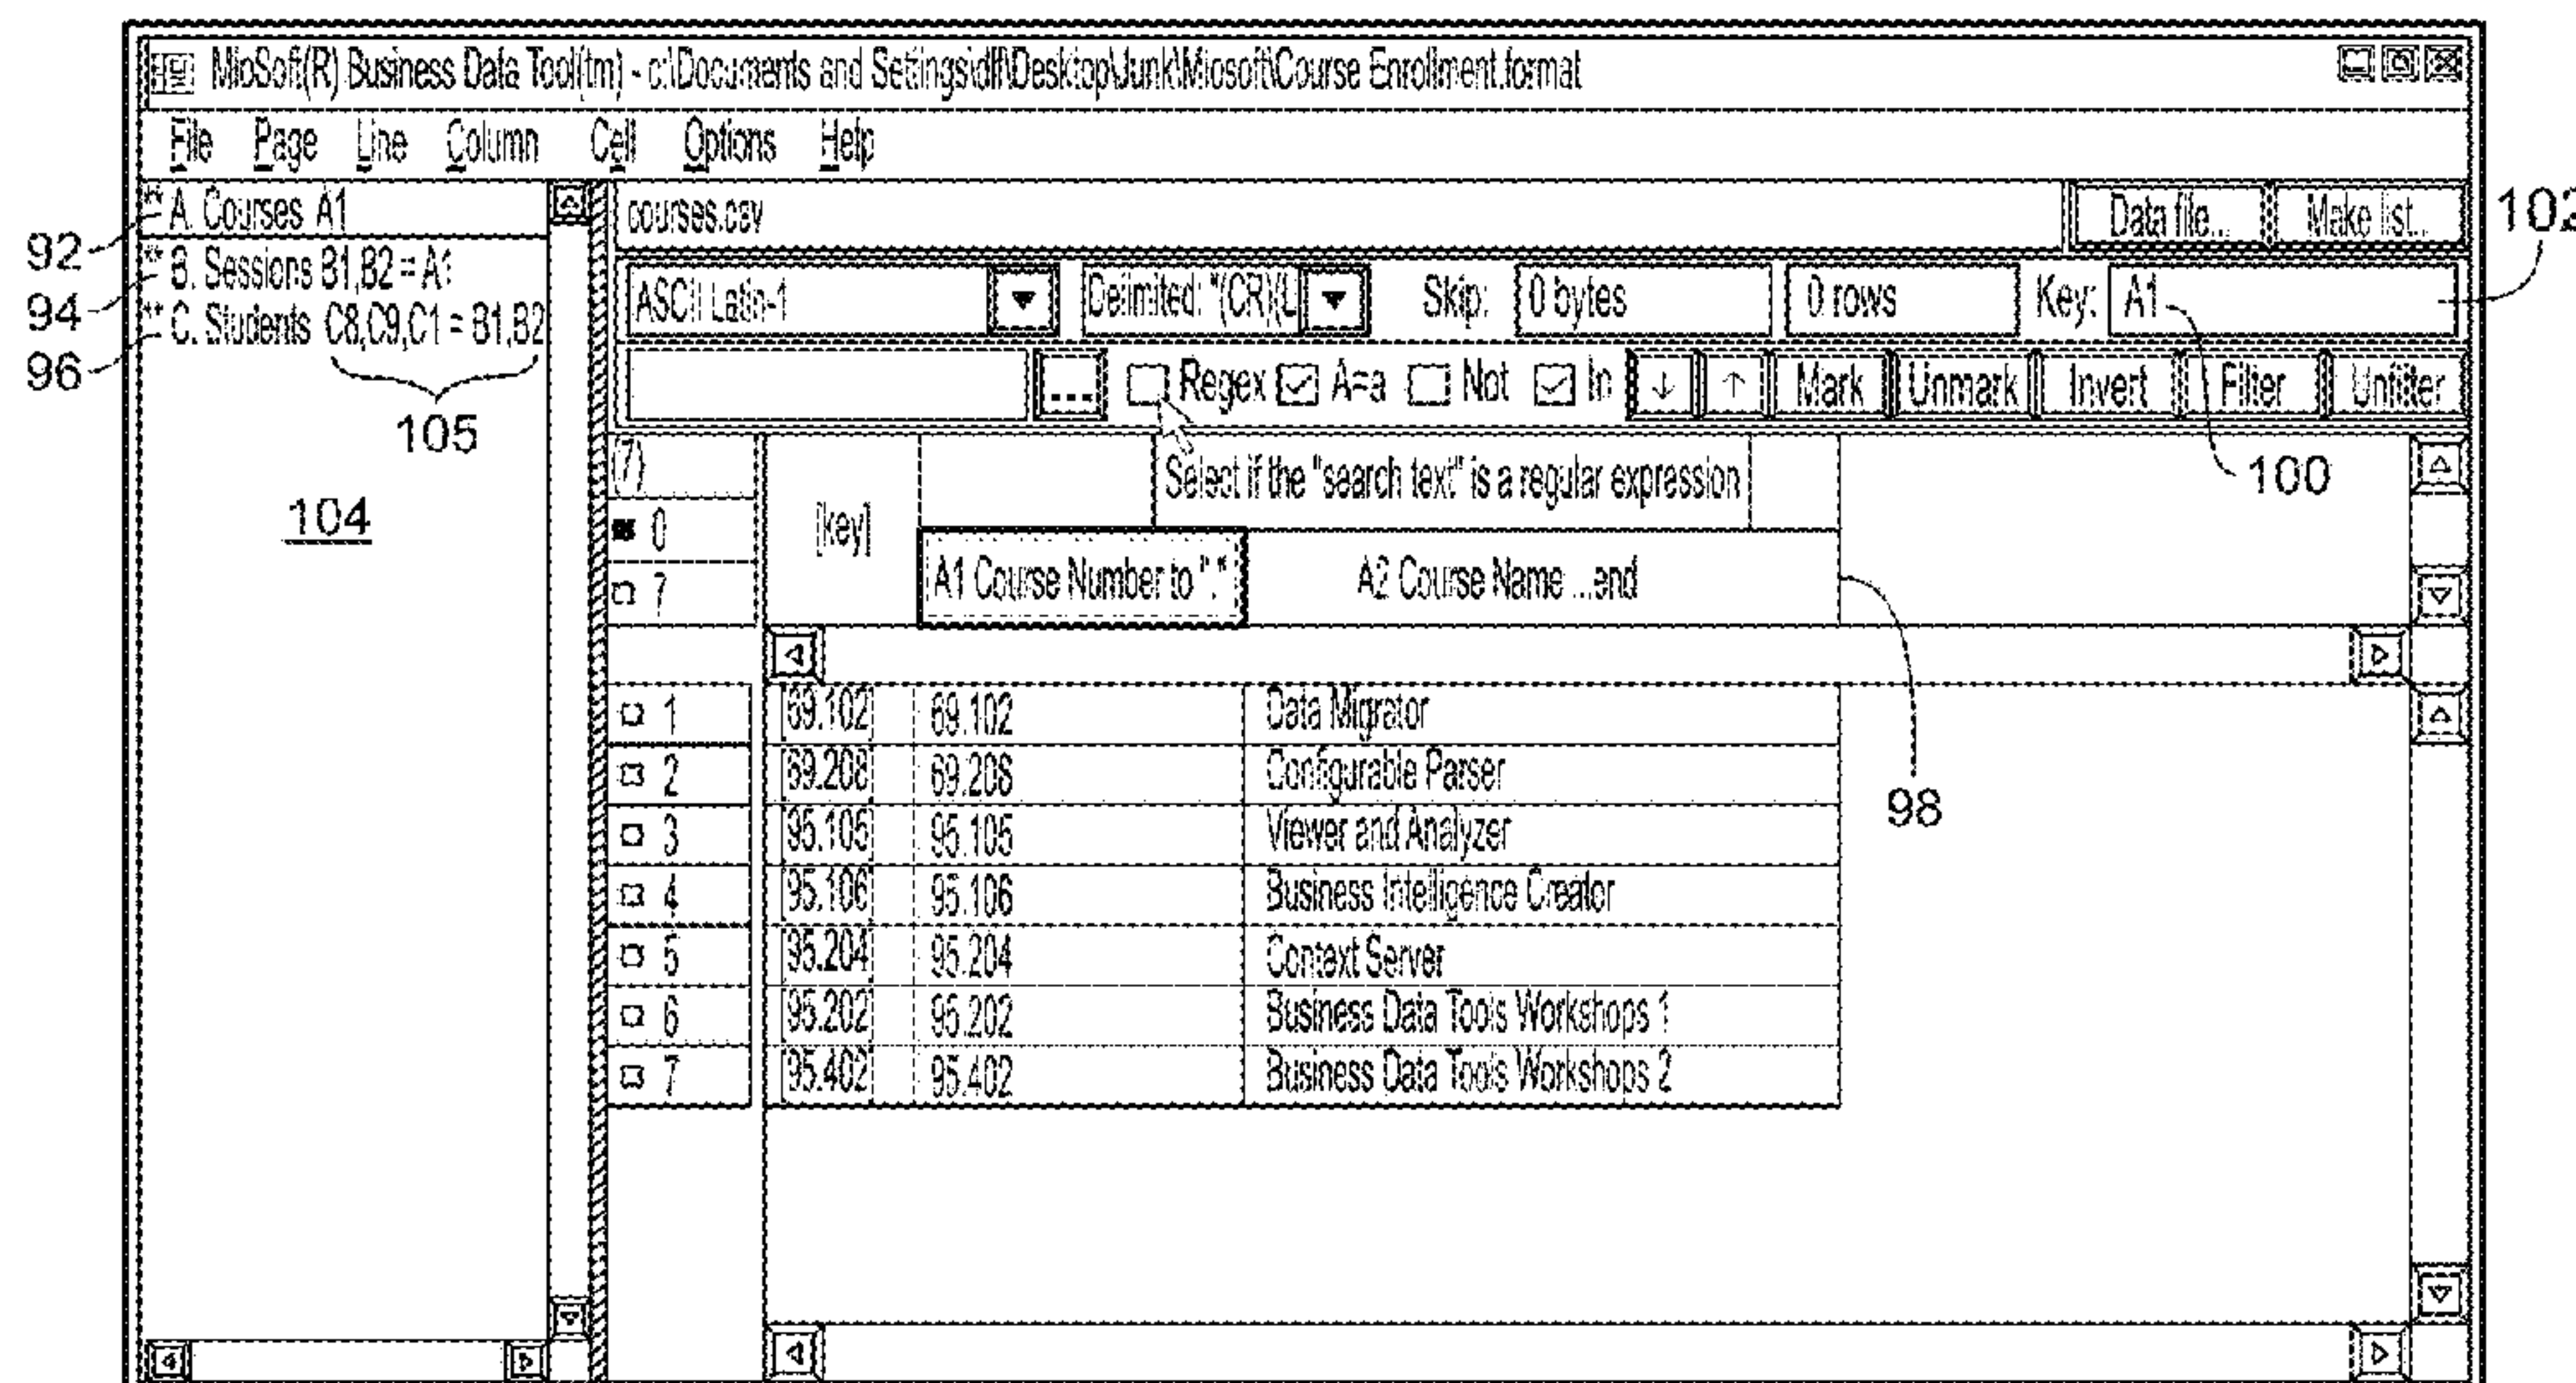 MioSoft(R) Business Data Tool(tm) - c:\Documents and Settings\dlf\Desktop\Junk\Miosoft\Course Enrollment.format
File Page Line Column Cell Options Help
** A. Courses A1
** B. Sessions B1,B2 = A1
** C. Students C8,C9,C1 = B1,B2
92
94
96
105
104
courses.csv Data file... Make list...
102
ASCII Latin-1 Delimited: "(CR)(L Skip: 0 bytes 0 rows Key: A1
... Regex A=a Not In ↓ ↑ Mark Unmark Invert Filter Unfilter
100
(7)
0
7
[key]
Select if the "search text" is a regular expression
A1 Course Number to "," A2 Course Name ...end
98
1 69.102 69.102 Data Migrator
2 69.208 69.208 Configurable Parser
3 95.105 95.105 Viewer and Analyzer
4 95.106 95.106 Business Intelligence Creator
5 95.204 95.204 Context Server
6 95.202 95.202 Business Data Tools Workshops 1
7 95.402 95.402 Business Data Tools Workshops 2